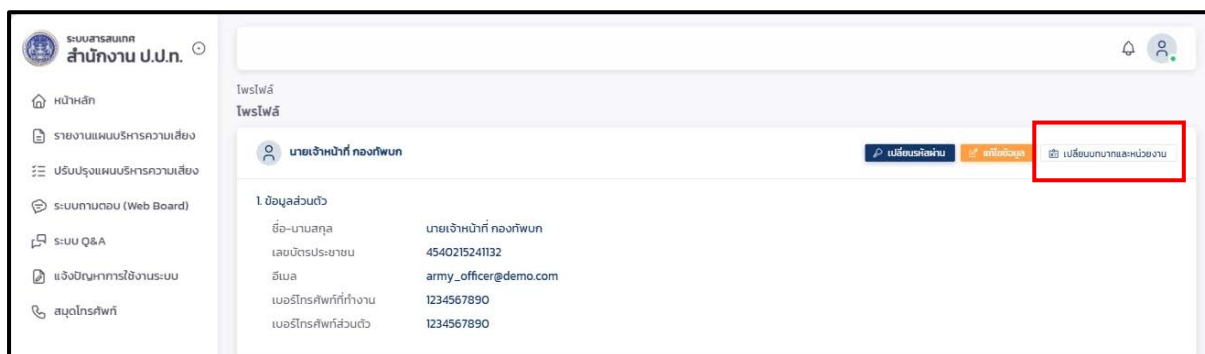 ระบบสารสนเทศ
สำนักงาน ป.ป.ท.
หน้าหลัก
รายงานแผนบริหารความเสี่ยง
ปรับปรุงแผนบริหารความเสี่ยง
ระบบถามตอบ (Web Board)
ระบบ Q&A
แจ้งปัญหาการใช้งานระบบ
สมุดโทรศัพท์
โพรไฟล์
โพรไฟล์
นายเจ้าหน้าที่ กองทัพบก
เปลี่ยนรหัสผ่าน แก้ไขข้อมูล เปลี่ยนบทบาทและหน่วยงาน
1. ข้อมูลส่วนตัว
ชื่อ-นามสกุล นายเจ้าหน้าที่ กองทัพบก
เลขบัตรประชาชน 4540215241132
อีเมล army_officer@demo.com
เบอร์โทรศัพท์ที่ทำงาน 1234567890
เบอร์โทรศัพท์ส่วนตัว 1234567890